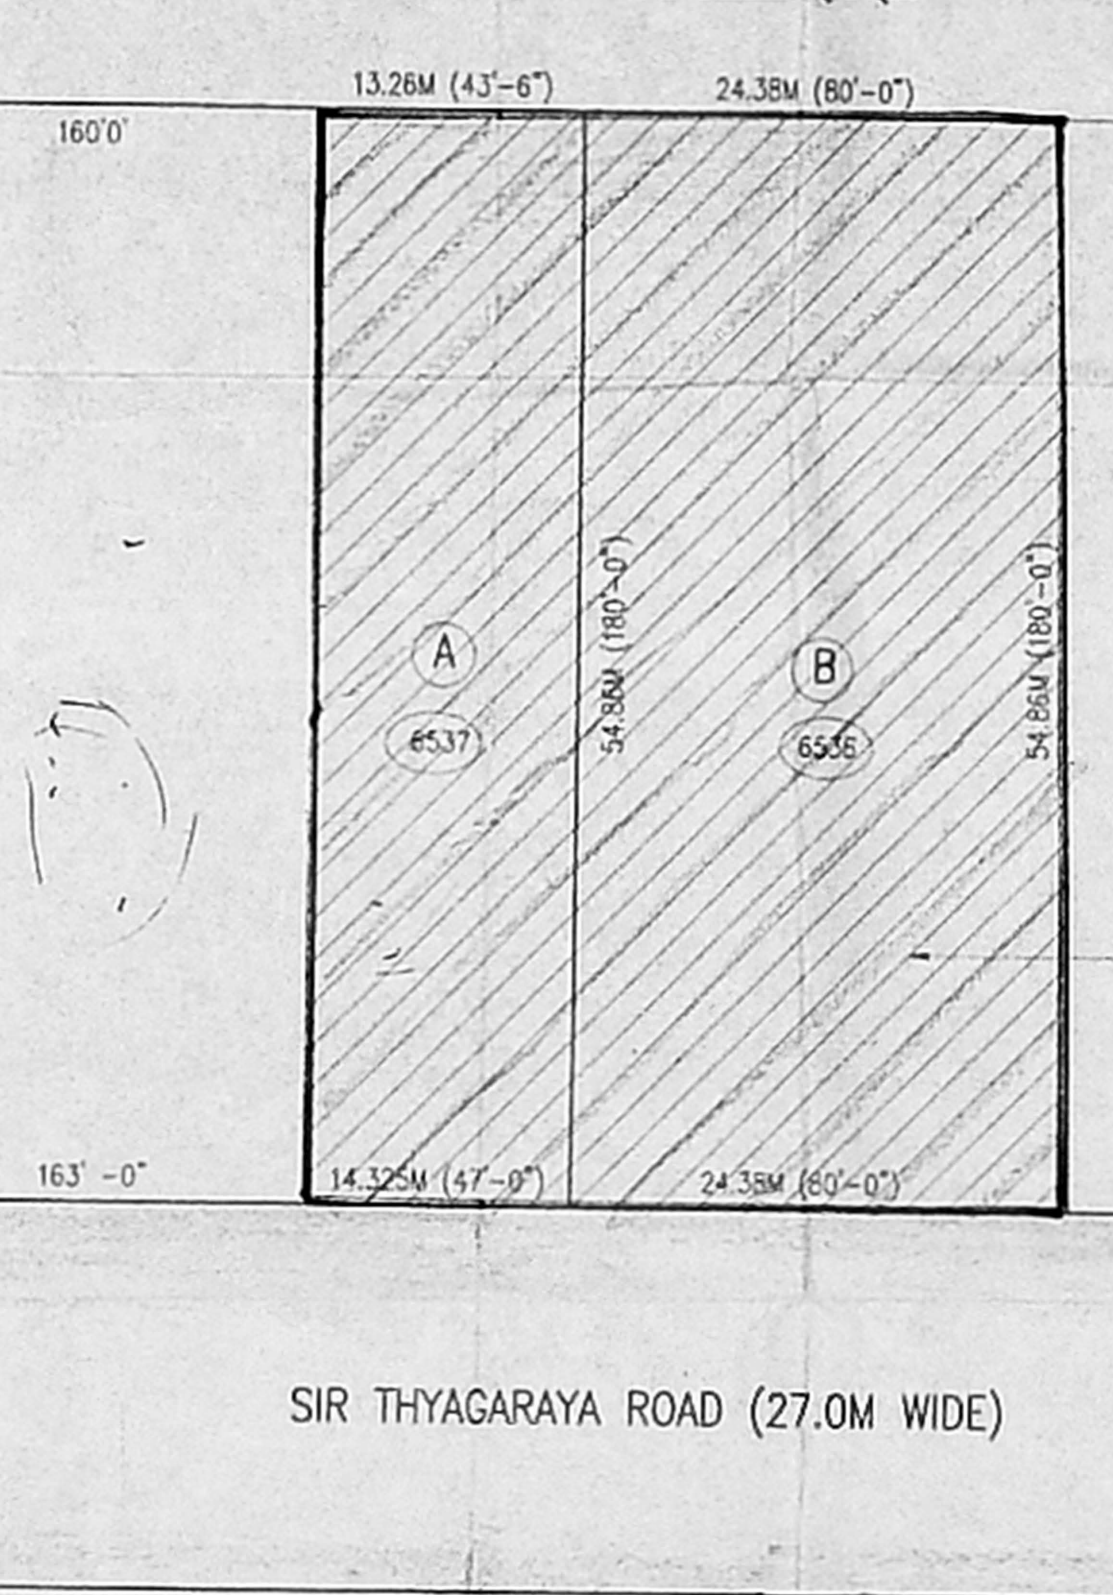 13.26M (43'-6") 24.38M (80'-0")
160'0"
54.86M (180'-0")
54.86M (180'-0")
A B
6537 6536
163' -0" 14.325M (47'-0") 24.38M (80'-0")
SIR THYAGARAYA ROAD (27.0M WIDE)